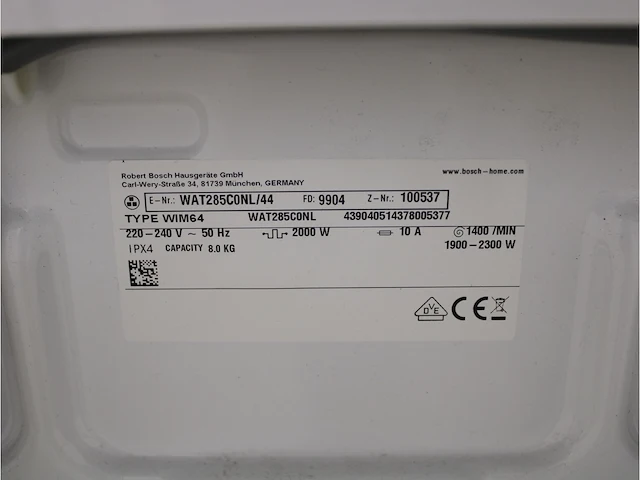 Robert Bosch Hausgeräte GmbH www.bosch-home.com
Carl-Wery-Straße 34, 81739 München, GERMANY
E-Nr.: WAT285C0NL/44 FD: 9904 Z-Nr.: 100537
TYPE WIM64 WAT285C0NL 439040514378005377
220-240 V ~ 50 Hz 2000 W 10 A 1400 /MIN
IPX4 CAPACITY 8.0 KG 1900-2300 W
DVE CE